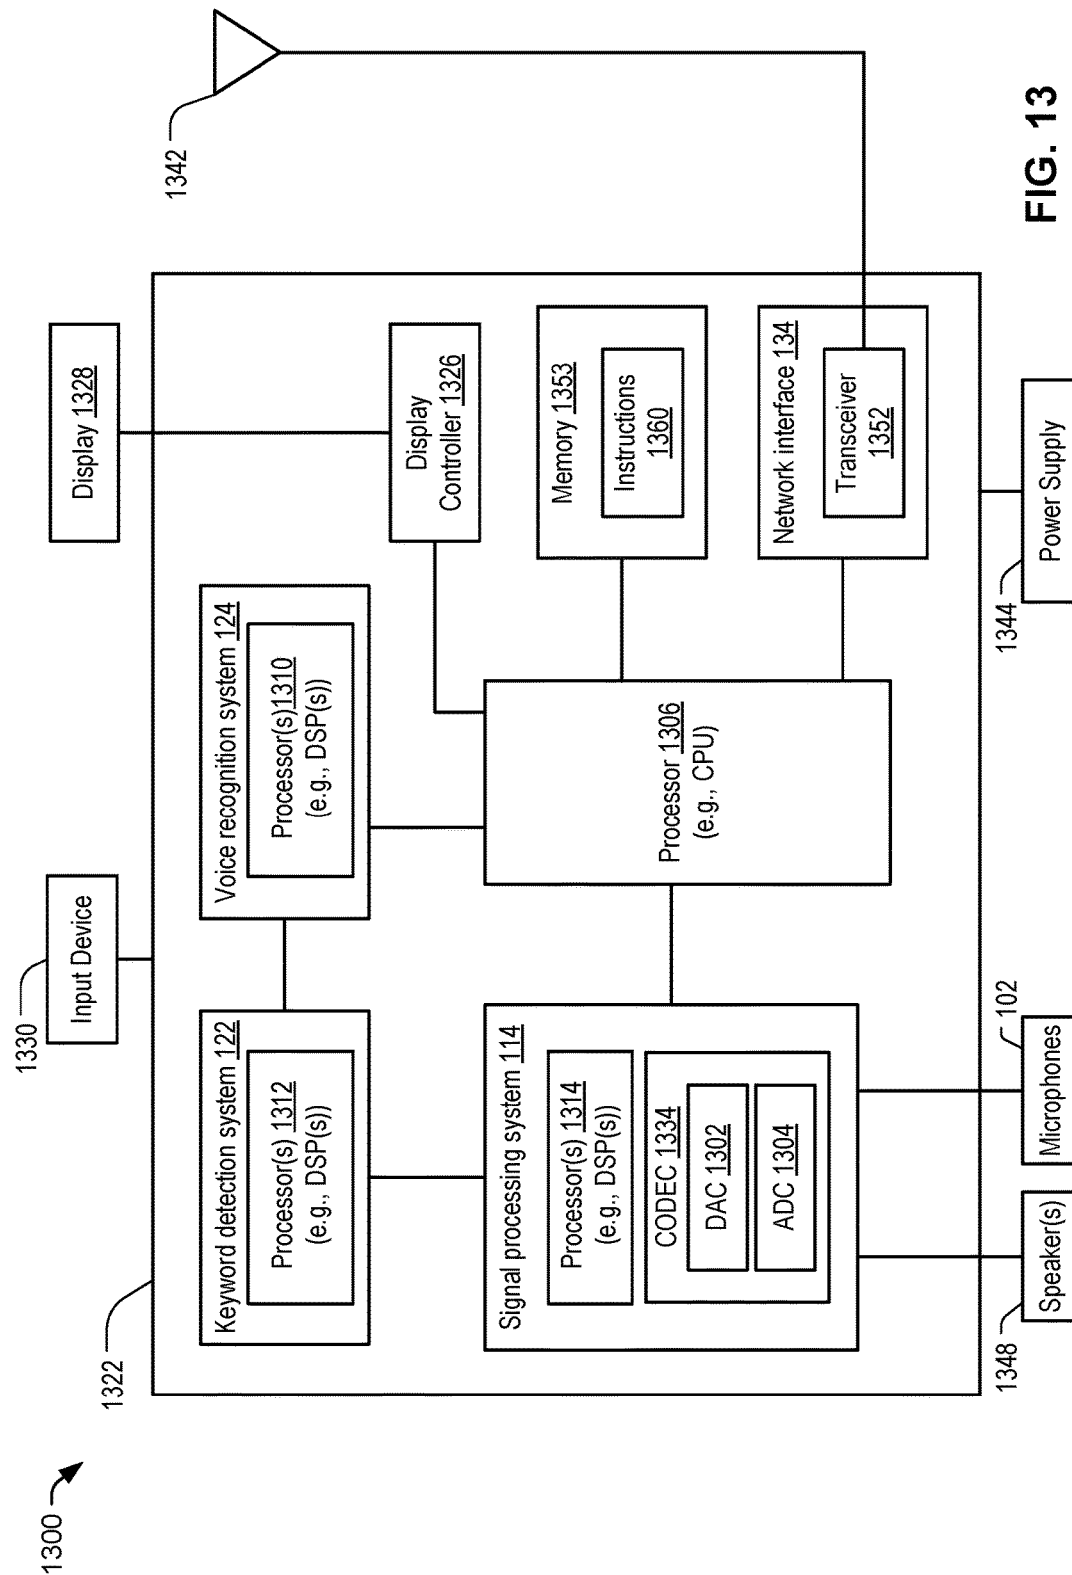 1300
1322
1330
Input Device
Display 1328
1342
Keyword detection system 122
Processor(s) 1312
(e.g., DSP(s))
Voice recognition system 124
Processor(s)1310
(e.g., DSP(s))
Display
Controller 1326
Signal processing system 114
Processor(s) 1314
(e.g., DSP(s))
CODEC 1334
DAC 1302
ADC 1304
Processor 1306
(e.g., CPU)
Memory 1353
Instructions
1360
Network interface 134
Transceiver
1352
1348
Speaker(s)
102
Microphones
1344
Power Supply
FIG. 13